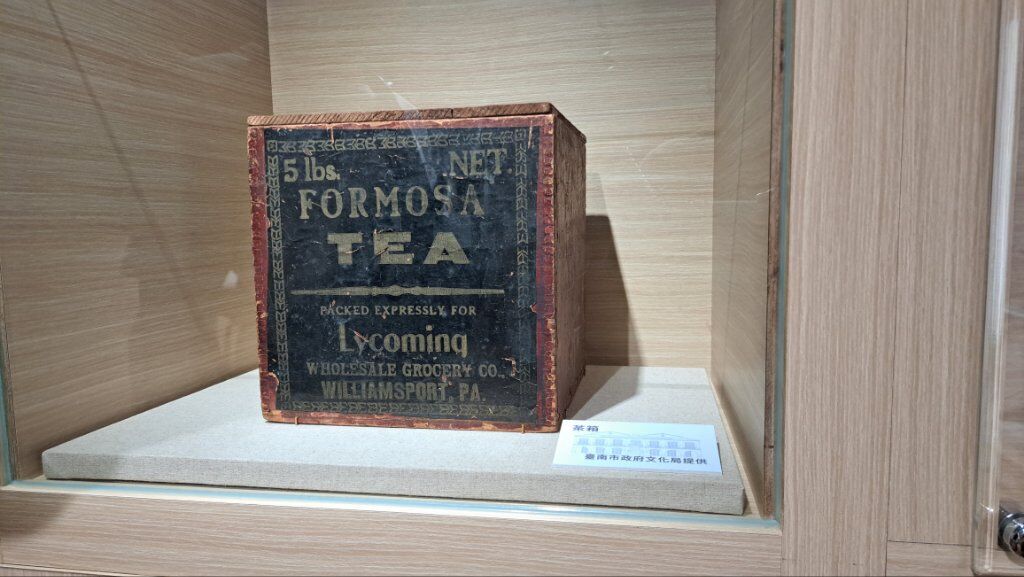 5 lbs. NET.
FORMOSA
TEA
PACKED EXPRESSLY FOR
Lycoming
WHOLESALE GROCERY CO.,
WILLIAMSPORT, PA.
茶箱
臺南市政府文化局提供